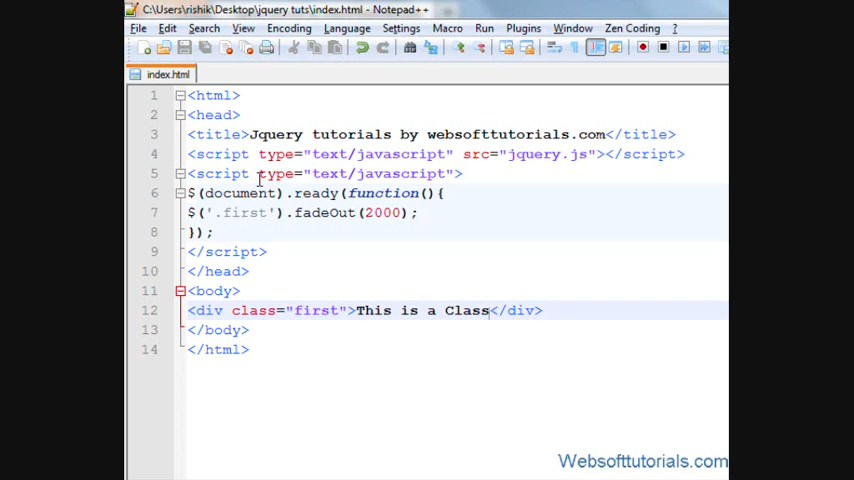 C:\Users\rishik\Desktop\jquery tuts\index.html - Notepad++
File Edit Search View Encoding Language Settings Macro Run Plugins Window Zen Coding ?
index.html
1 <html>
2 <head>
3 <title>Jquery tutorials by websofttutorials.com</title>
4 <script type="text/javascript" src="jquery.js"></script>
5 <script type="text/javascript">
6 $(document).ready(function(){
7 $('.first').fadeOut(2000);
8 });
9 </script>
10 </head>
11 <body>
12 <div class="first">This is a Class</div>
13 </body>
14 </html>
Websofttutorials.com